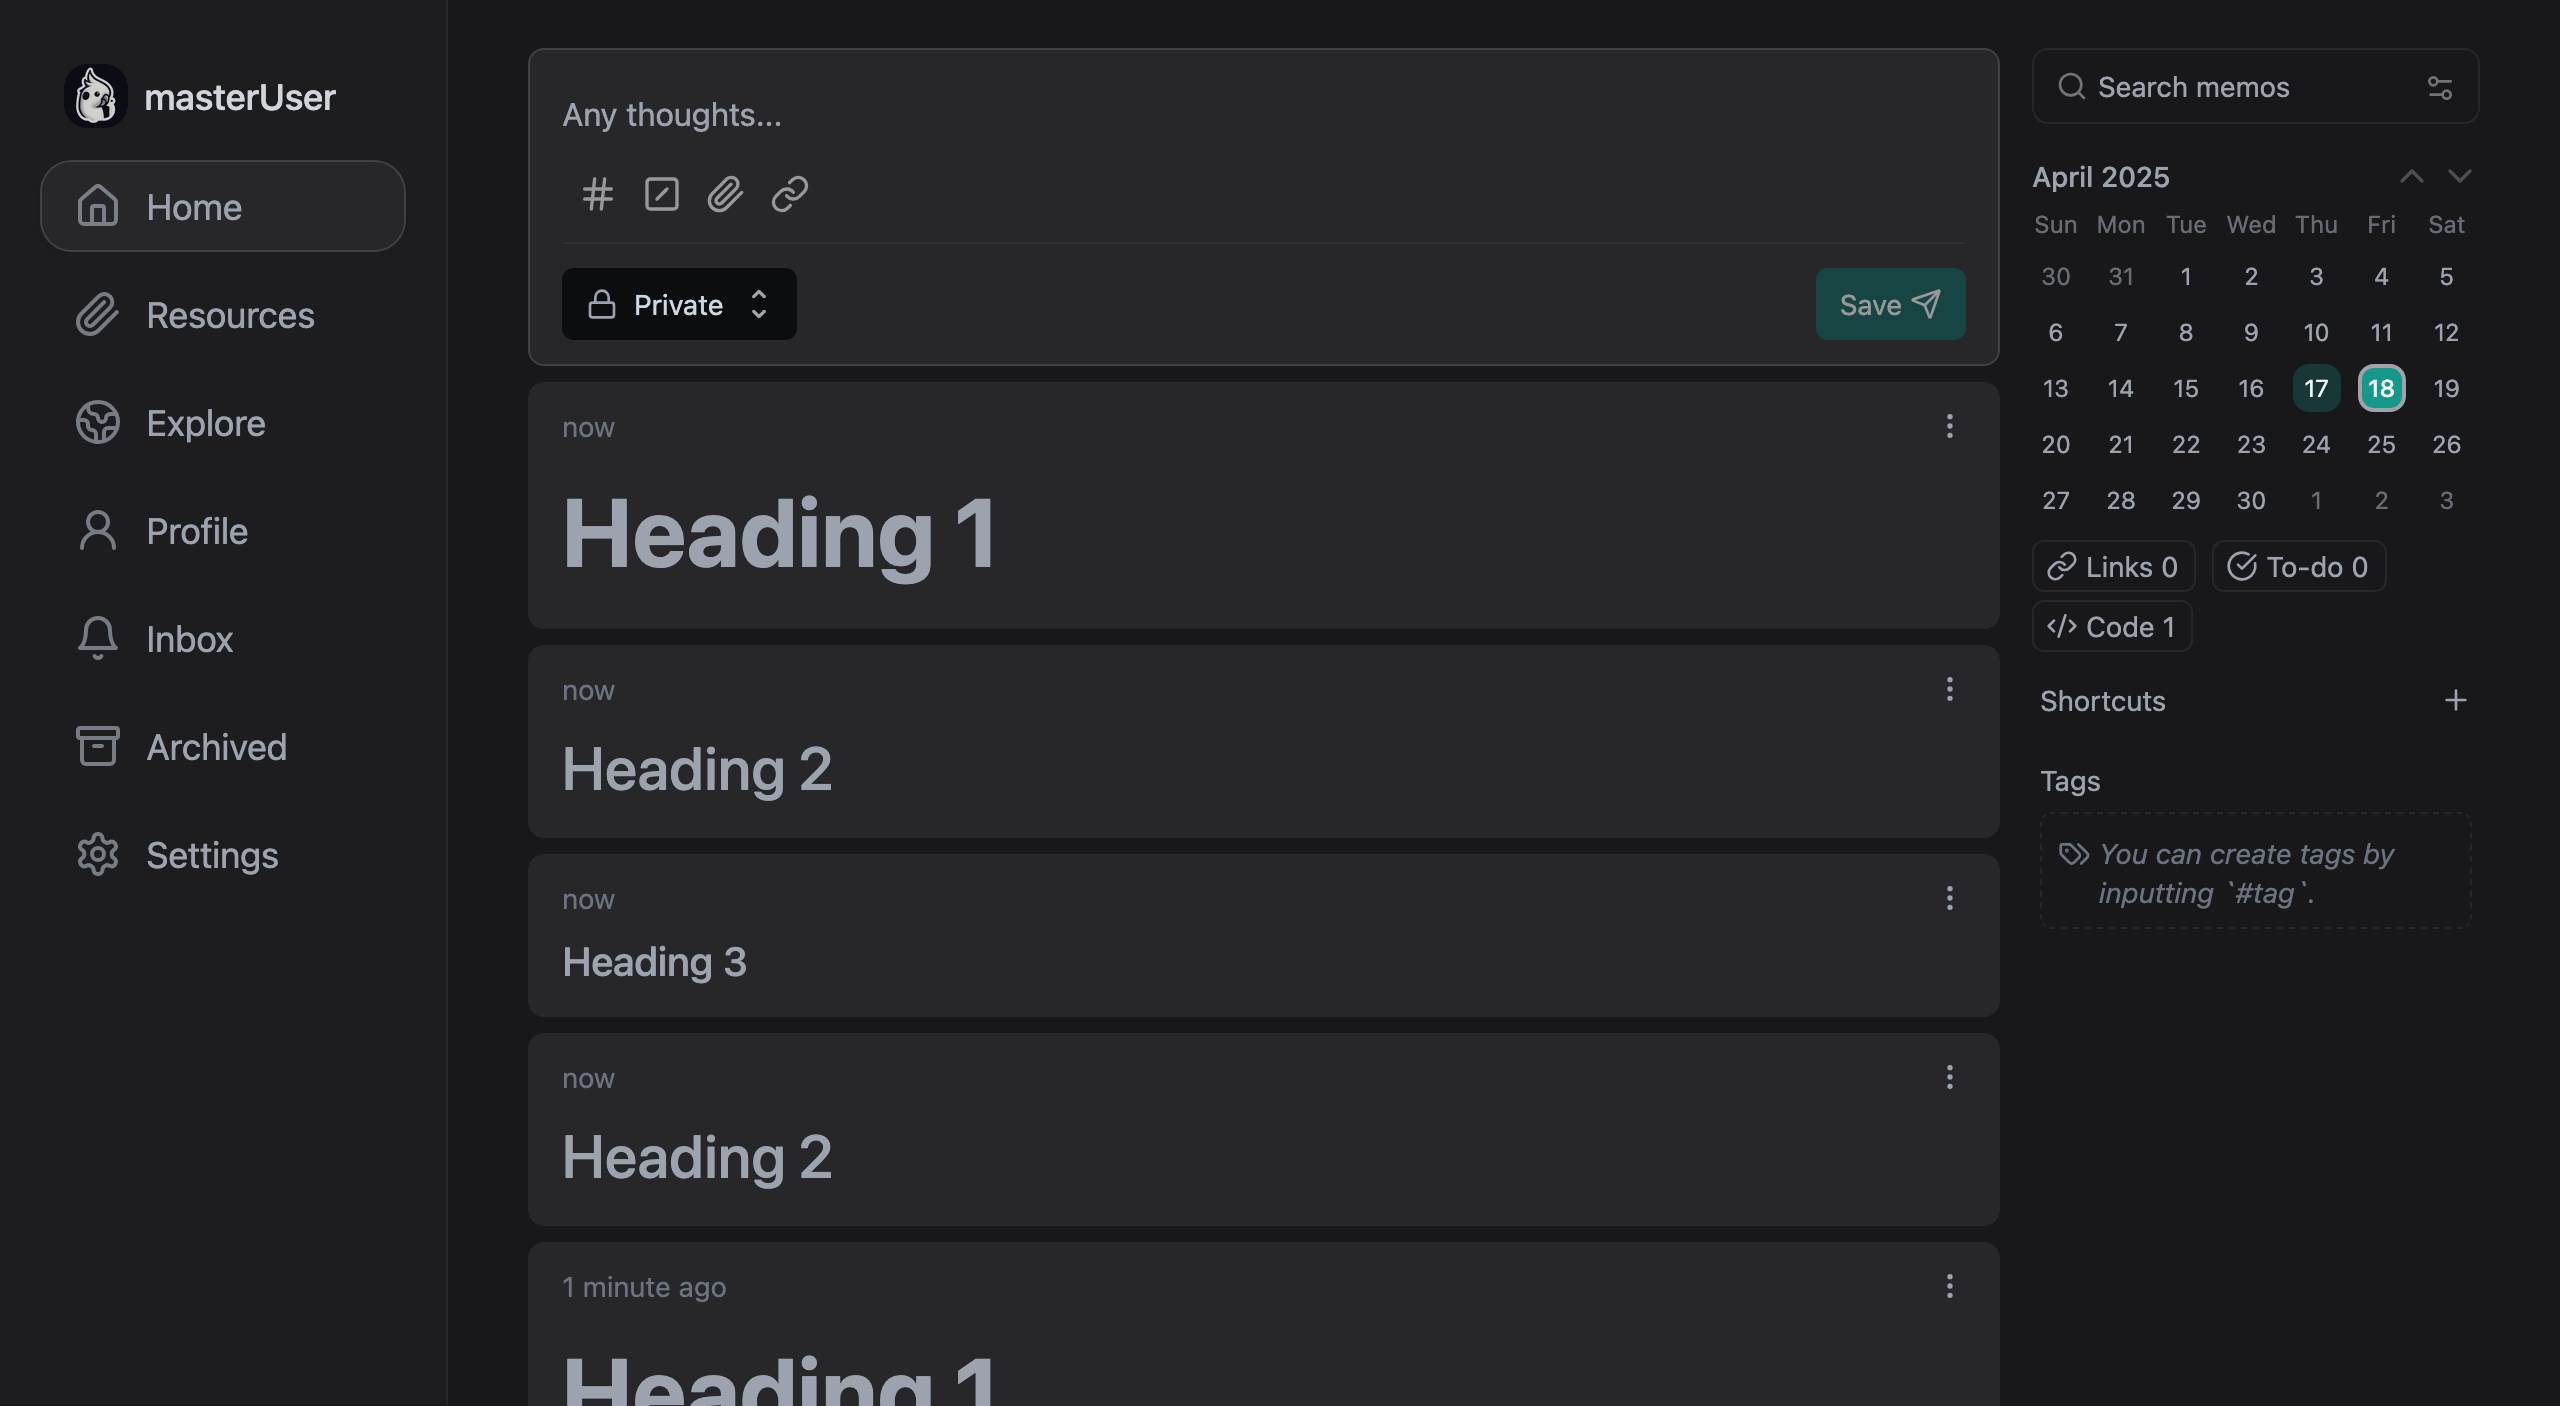 masterUser
Home
Resources
Explore
Profile
Inbox
Archived
Settings
Any thoughts...
Private
Save
now
Heading 1
now
Heading 2
now
Heading 3
now
Heading 2
1 minute ago
Heading 1
Search memos
April 2025
Sun Mon Tue Wed Thu Fri Sat
30 31 1 2 3 4 5
6 7 8 9 10 11 12
13 14 15 16 17 18 19
20 21 22 23 24 25 26
27 28 29 30 1 2 3
Links 0 To-do 0
Code 1
Shortcuts
Tags
You can create tags by
inputting `#tag`.